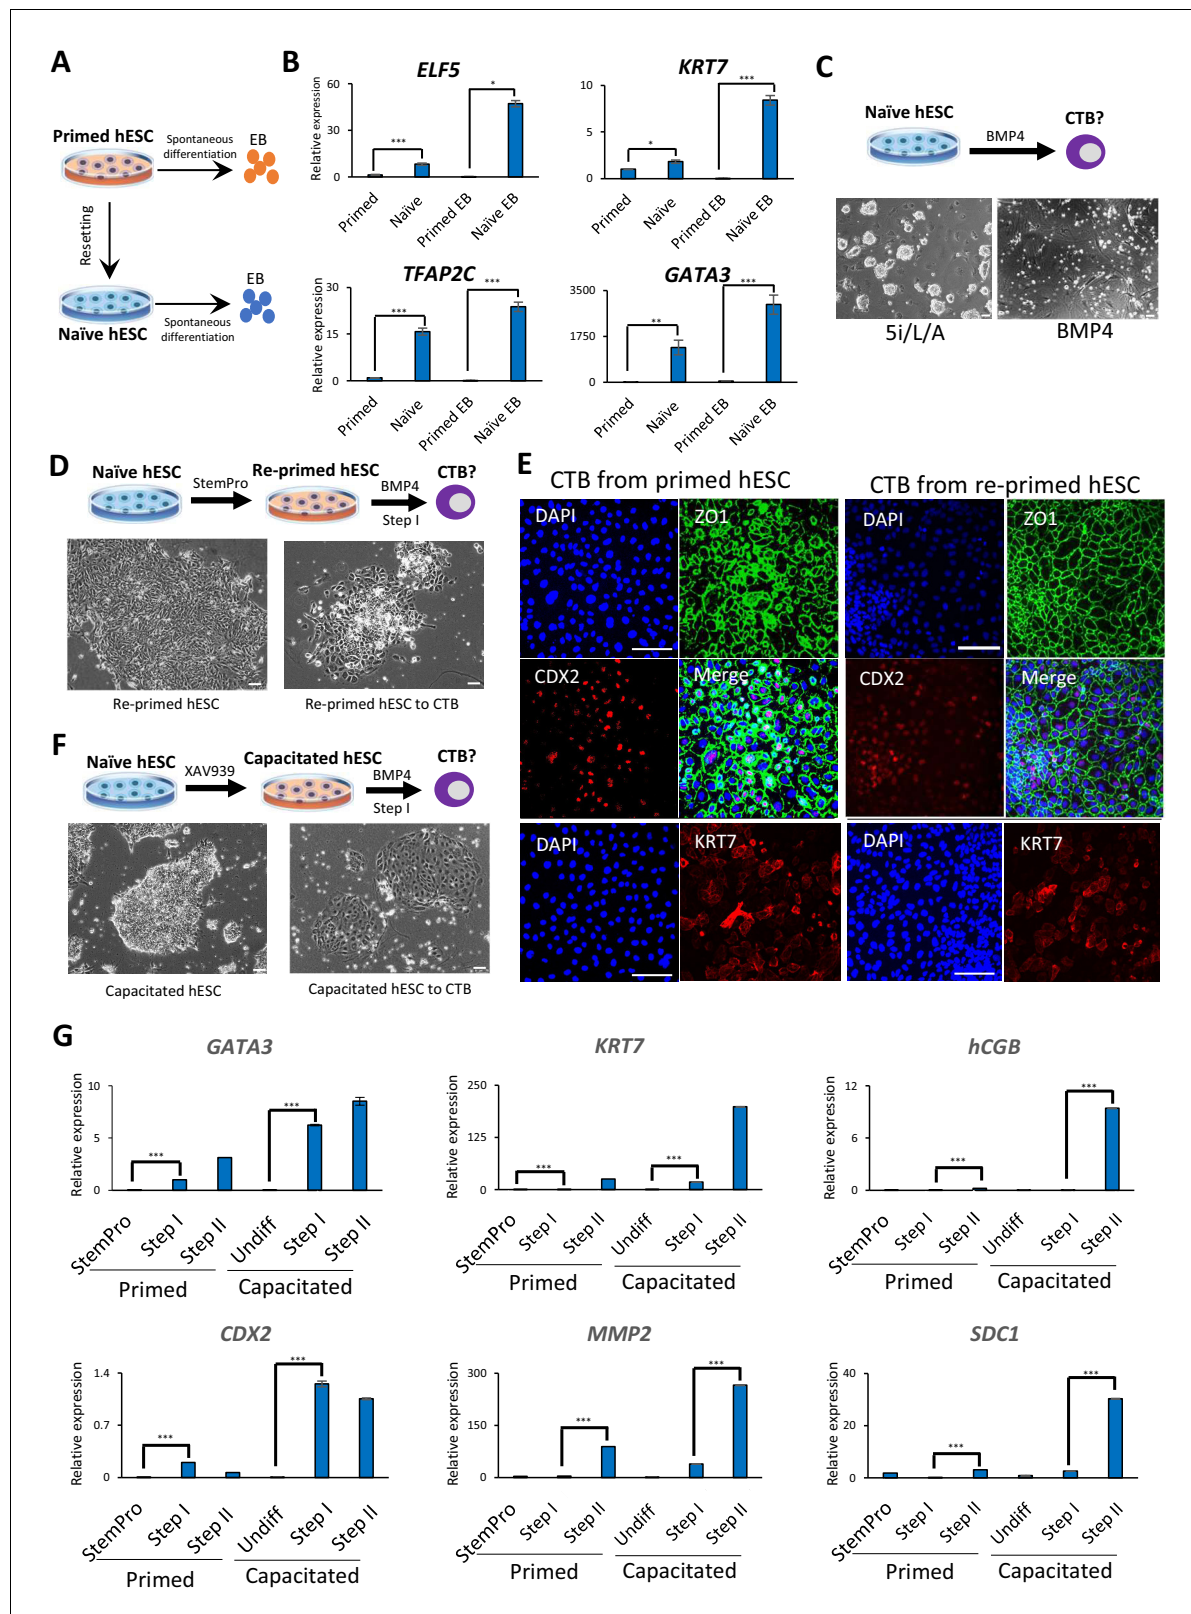 A
Primed hESC
Spontaneous
differentiation
EB
Resetting
Naïve hESC
Spontaneous
differentiation
EB
B
ELF5
Relative expression
60
30
0
***
*
Primed
Naïve
Primed EB
Naïve EB
KRT7
10
5
0
*
***
Primed
Naïve
Primed EB
Naïve EB
TFAP2C
Relative expression
30
15
0
***
***
Primed
Naïve
Primed EB
Naïve EB
GATA3
3500
1750
0
**
***
Primed
Naïve
Primed EB
Naïve EB
C
Naïve hESC
BMP4
CTB?
5i/L/A
BMP4
D
Naïve hESC
StemPro
Re-primed hESC
BMP4
Step I
CTB?
Re-primed hESC
Re-primed hESC to CTB
E
CTB from primed hESC
CTB from re-primed hESC
DAPI
ZO1
DAPI
ZO1
CDX2
Merge
CDX2
Merge
DAPI
KRT7
DAPI
KRT7
F
Naïve hESC
XAV939
Capacitated hESC
BMP4
Step I
CTB?
Capacitated hESC
Capacitated hESC to CTB
G
GATA3
Relative expression
10
5
0
***
***
StemPro
Step I
Step II
Undiff
Step I
Step II
Primed
Capacitated
KRT7
Relative expression
250
125
0
***
***
StemPro
Step I
Step II
Undiff
Step I
Step II
Primed
Capacitated
hCGB
Relative expression
12
6
0
***
***
StemPro
Step I
Step II
Undiff
Step I
Step II
Primed
Capacitated
CDX2
Relative expression
1.4
0.7
0
***
***
StemPro
Step I
Step II
Undiff
Step I
Step II
Primed
Capacitated
MMP2
Relative expression
300
150
0
***
***
StemPro
Step I
Step II
Undiff
Step I
Step II
Primed
Capacitated
SDC1
Relative expression
40
20
0
***
***
StemPro
Step I
Step II
Undiff
Step I
Step II
Primed
Capacitated